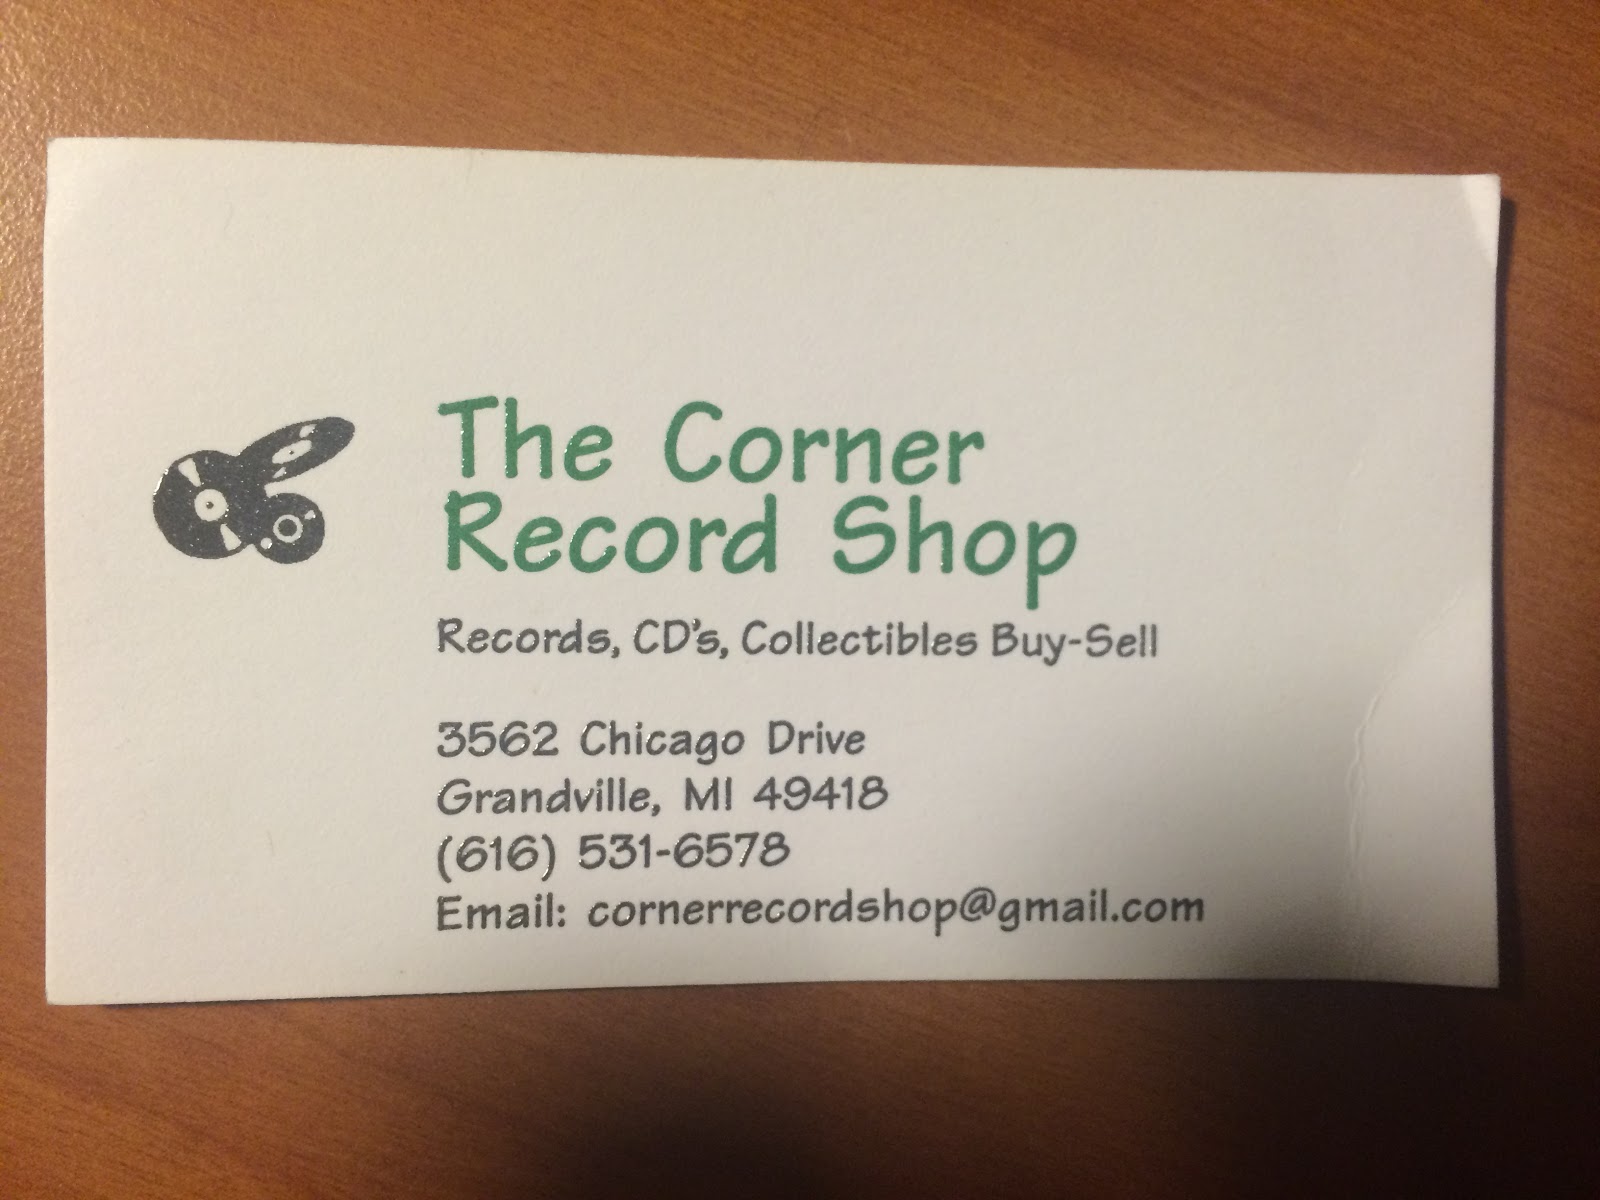 The Corner
Record Shop
Records, CD's, Collectibles Buy-Sell
3562 Chicago Drive
Grandville, MI 49418
(616) 531-6578
Email: cornerrecordshop@gmail.com